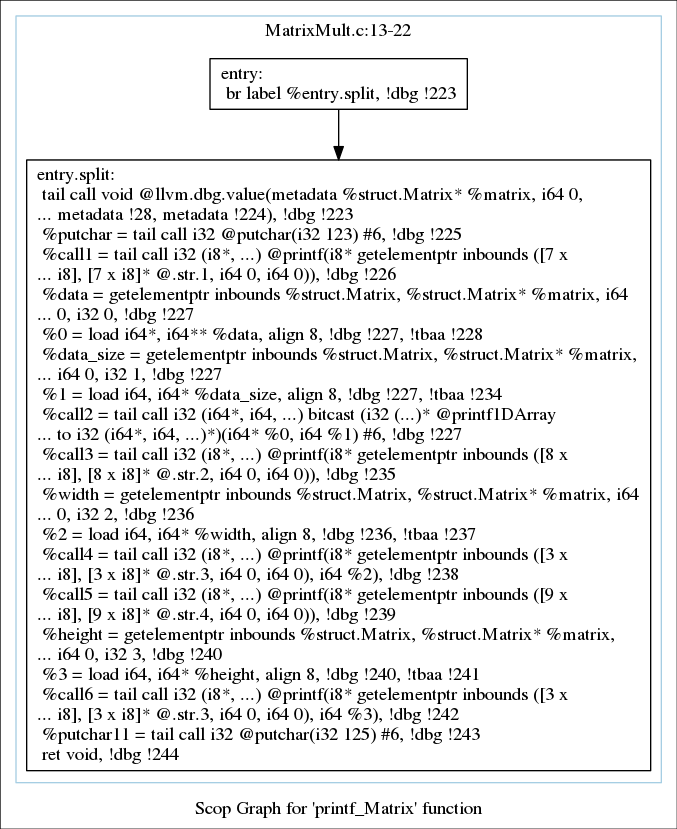 MatrixMult.c:13-22
entry:
br label %entry.split, !dbg !223
entry.split:
tail call void @llvm.dbg.value(metadata %struct.Matrix* %matrix, i64 0,
... metadata !28, metadata !224), !dbg !223
%putchar = tail call i32 @putchar(i32 123) #6, !dbg !225
%call1 = tail call i32 (i8*, ...) @printf(i8* getelementptr inbounds ([7 x
... i8], [7 x i8]* @.str.1, i64 0, i64 0)), !dbg !226
%data = getelementptr inbounds %struct.Matrix, %struct.Matrix* %matrix, i64
... 0, i32 0, !dbg !227
%0 = load i64*, i64** %data, align 8, !dbg !227, !tbaa !228
%data_size = getelementptr inbounds %struct.Matrix, %struct.Matrix* %matrix,
... i64 0, i32 1, !dbg !227
%1 = load i64, i64* %data_size, align 8, !dbg !227, !tbaa !234
%call2 = tail call i32 (i64*, i64, ...) bitcast (i32 (...)* @printf1DArray
... to i32 (i64*, i64, ...)*)(i64* %0, i64 %1) #6, !dbg !227
%call3 = tail call i32 (i8*, ...) @printf(i8* getelementptr inbounds ([8 x
... i8], [8 x i8]* @.str.2, i64 0, i64 0)), !dbg !235
%width = getelementptr inbounds %struct.Matrix, %struct.Matrix* %matrix, i64
... 0, i32 2, !dbg !236
%2 = load i64, i64* %width, align 8, !dbg !236, !tbaa !237
%call4 = tail call i32 (i8*, ...) @printf(i8* getelementptr inbounds ([3 x
... i8], [3 x i8]* @.str.3, i64 0, i64 0), i64 %2), !dbg !238
%call5 = tail call i32 (i8*, ...) @printf(i8* getelementptr inbounds ([9 x
... i8], [9 x i8]* @.str.4, i64 0, i64 0)), !dbg !239
%height = getelementptr inbounds %struct.Matrix, %struct.Matrix* %matrix,
... i64 0, i32 3, !dbg !240
%3 = load i64, i64* %height, align 8, !dbg !240, !tbaa !241
%call6 = tail call i32 (i8*, ...) @printf(i8* getelementptr inbounds ([3 x
... i8], [3 x i8]* @.str.3, i64 0, i64 0), i64 %3), !dbg !242
%putchar11 = tail call i32 @putchar(i32 125) #6, !dbg !243
ret void, !dbg !244
Scop Graph for 'printf_Matrix' function